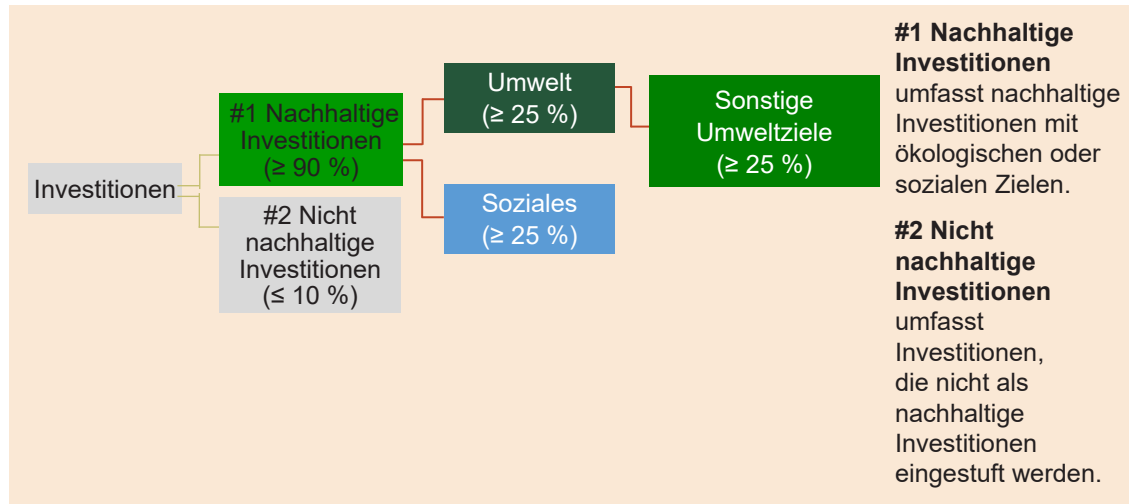 Investitionen
#1 Nachhaltige
Investitionen
(≥ 90 %)
#2 Nicht
nachhaltige
Investitionen
(≤ 10 %)
Umwelt
(≥ 25 %)
Soziales
(≥ 25 %)
Sonstige
Umweltziele
(≥ 25 %)
#1 Nachhaltige
Investitionen
umfasst nachhaltige
Investitionen mit
ökologischen oder
sozialen Zielen.
#2 Nicht
nachhaltige
Investitionen
umfasst
Investitionen,
die nicht als
nachhaltige
Investitionen
eingestuft werden.